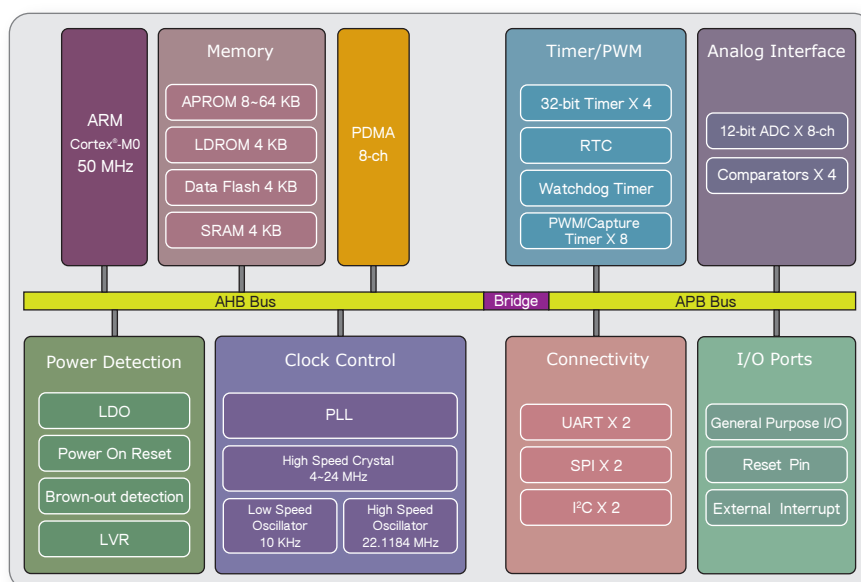 ARM
Cortex®-M0
50 MHz
Memory
APROM 8~64 KB
LDROM 4 KB
Data Flash 4 KB
SRAM 4 KB
PDMA
8-ch
Timer/PWM
32-bit Timer X 4
RTC
Watchdog Timer
PWM/Capture
Timer X 8
Analog Interface
12-bit ADC X 8-ch
Comparators X 4
AHB Bus
Bridge
APB Bus
Power Detection
LDO
Power On Reset
Brown-out detection
LVR
Clock Control
PLL
High Speed Crystal
4~24 MHz
Low Speed
Oscillator
10 KHz
High Speed
Oscillator
22.1184 MHz
Connectivity
UART X 2
SPI X 2
I²C X 2
I/O Ports
General Purpose I/O
Reset Pin
External Interrupt